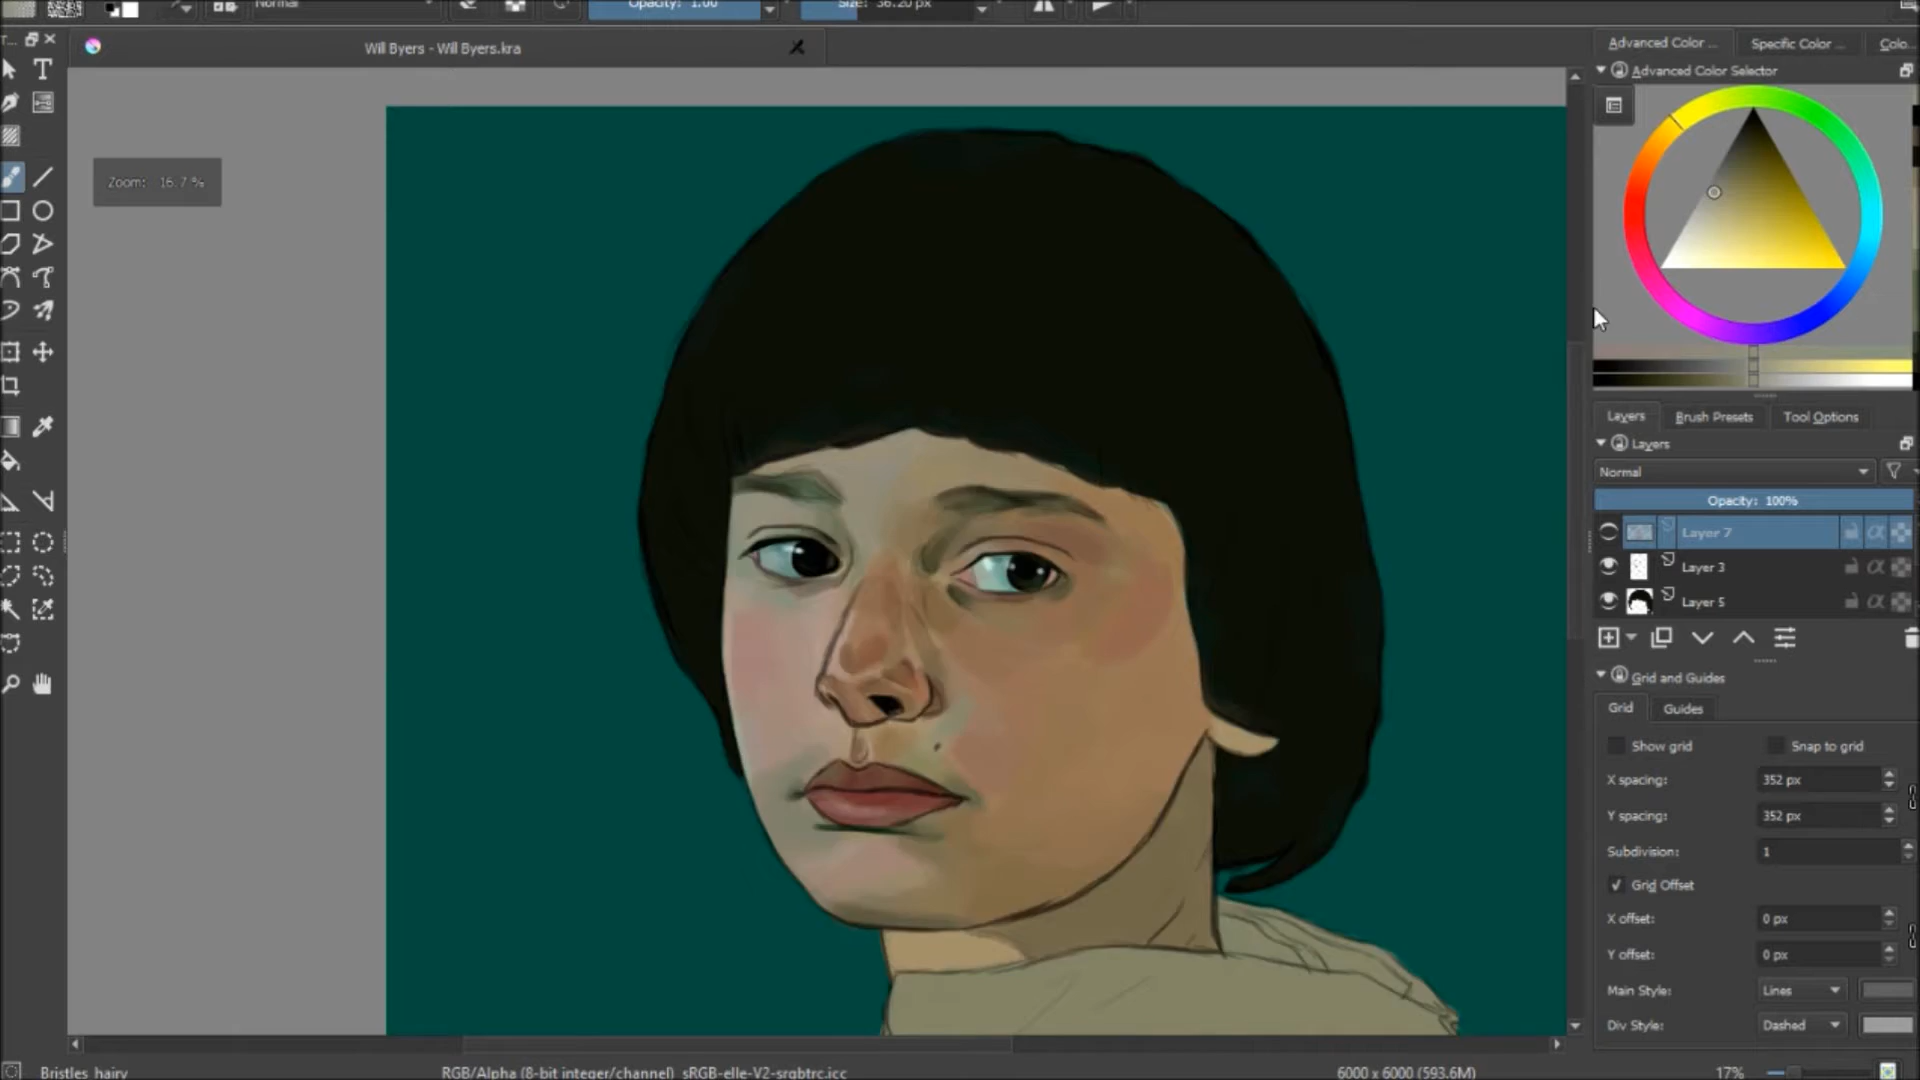 Normal
Opacity: 1.00
Size: 36.20 px
T...
Will Byers - Will Byers.kra
Advanced Color ...
Specific Color ...
Colo...
Advanced Color Selector
Zoom: 16.7 %
Layers
Brush Presets
Tool Options
Layers
Normal
Opacity: 100%
Layer 7
Layer 3
Layer 5
Grid and Guides
Grid
Guides
Show grid
Snap to grid
X spacing: 352 px
Y spacing: 352 px
Subdivision: 1
Grid Offset
X offset: 0 px
Y offset: 0 px
Main Style: Lines
Div Style: Dashed
Bristles_hairy
RGB/Alpha (8-bit integer/channel) sRGB-elle-V2-srgbtrc.icc
6000 x 6000 (593.6M)
17%